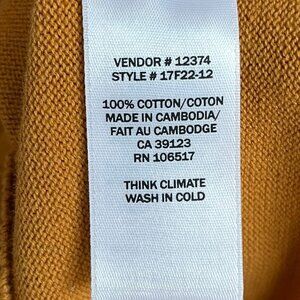 VENDOR # 12374
STYLE # 17F22-12
100% COTTON/COTON
MADE IN CAMBODIA/
FAIT AU CAMBODGE
CA 39123
RN 106517
THINK CLIMATE
WASH IN COLD